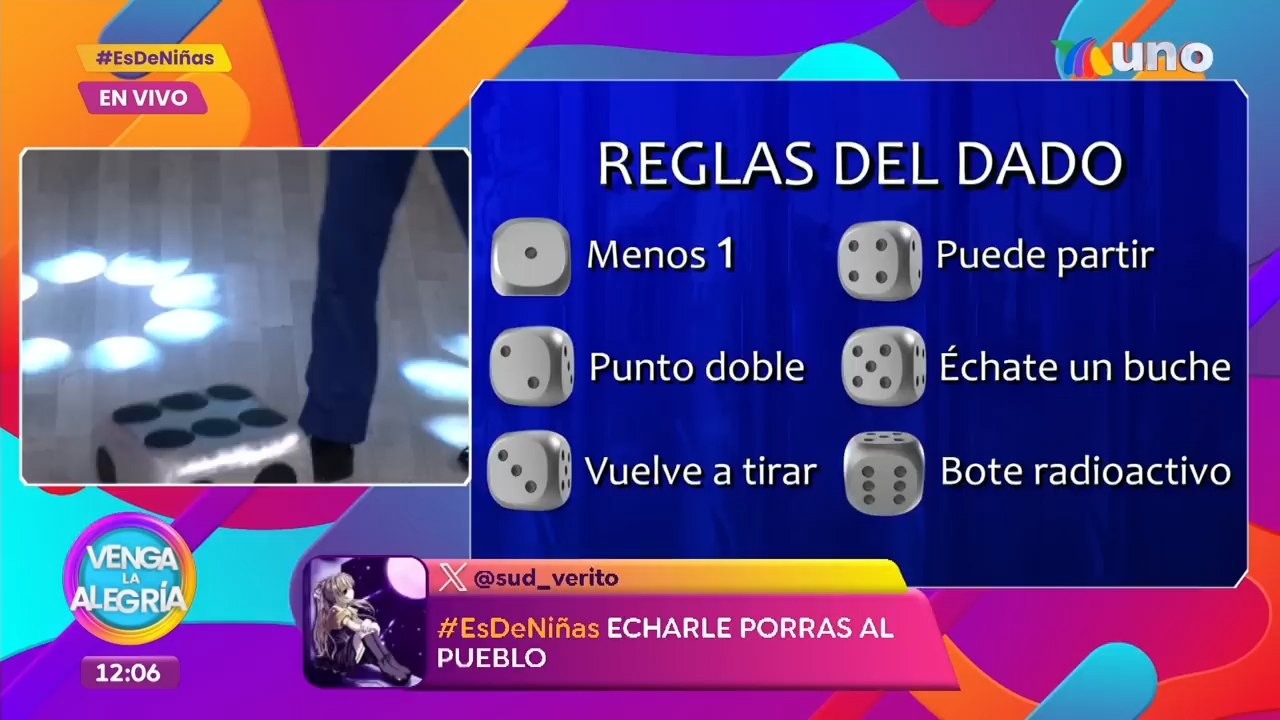 #EsDeNiñas
EN VIVO
uno
REGLAS DEL DADO
Menos 1
Puede partir
Punto doble
Échate un buche
Vuelve a tirar
Bote radioactivo
@sud_verito
#EsDeNiñas ECHARLE PORRAS AL
PUEBLO
VENGA
LA
ALEGRÍA
12:06